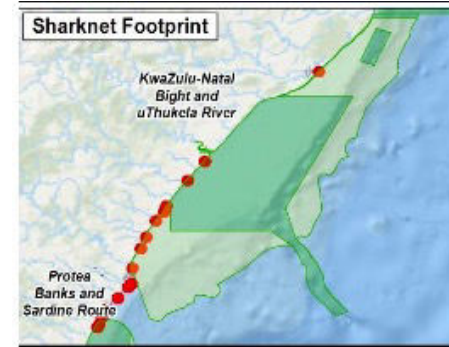 Sharknet Footprint
KwaZulu-Natal
Bight and
uThukela River
Protea
Banks and
Sardine Route